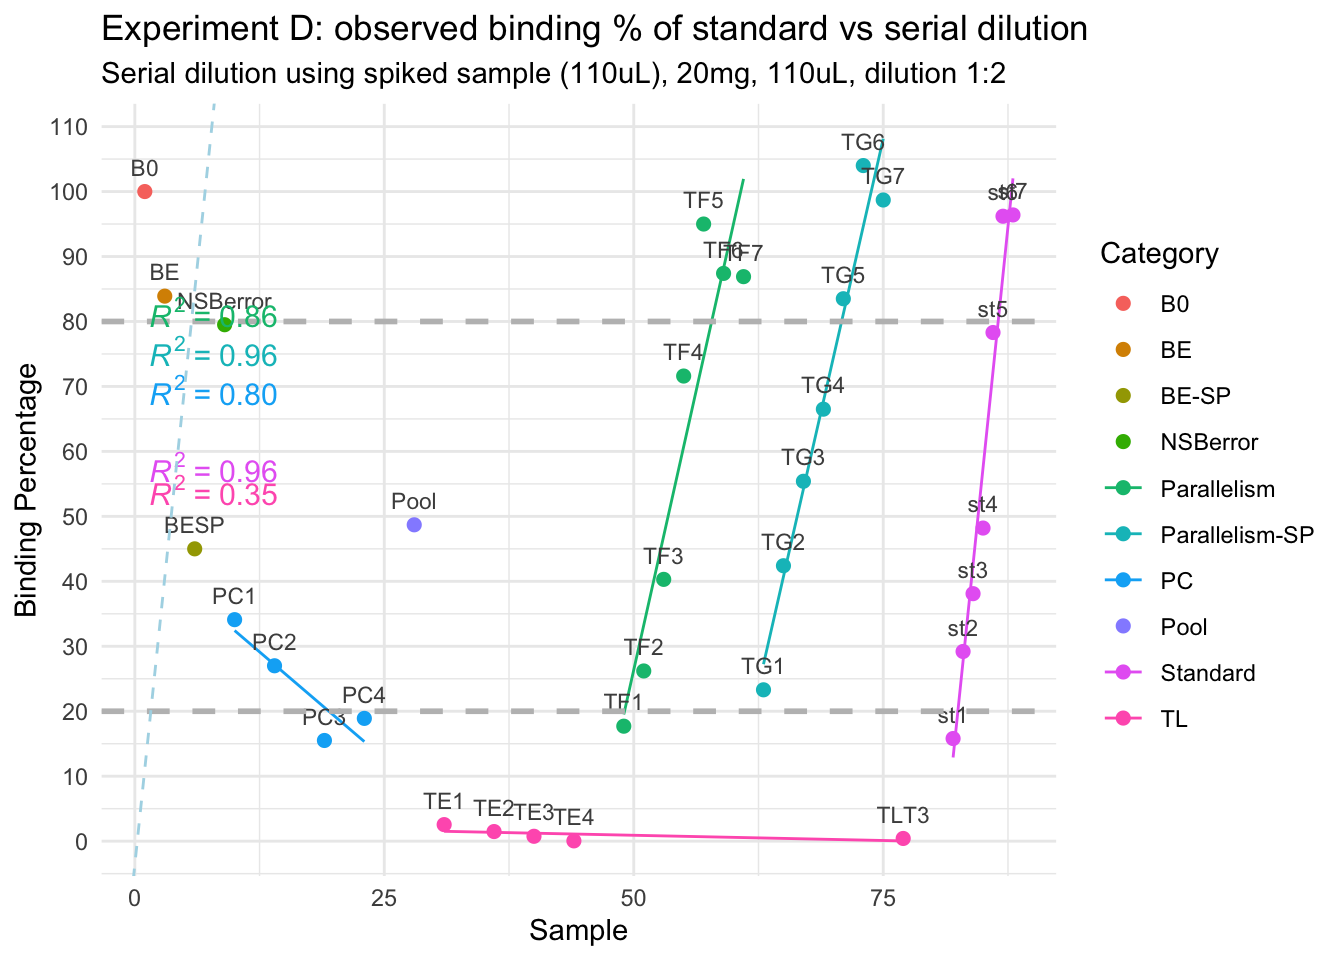 Experiment D: observed binding % of standard vs serial dilution
Serial dilution using spiked sample (110uL), 20mg, 110uL, dilution 1:2
Binding Percentage
110
100
90
80
70
60
50
40
30
20
10
0
B0
BE
NSBerror
R² = 0.86
R² = 0.96
R² = 0.80
R² = 0.96
R² = 0.35
BESP
PC1
PC2
PC3
PC4
Pool
TE1
TE2
TE3
TE4
TLT3
TF1
TF2
TF3
TF4
TF5
TF6
TF7
TG1
TG2
TG3
TG4
TG5
TG6
TG7
st1
st2
st3
st4
st5
st6
st7
0
25
50
75
Sample
Category
B0
BE
BE-SP
NSBerror
Parallelism
Parallelism-SP
PC
Pool
Standard
TL